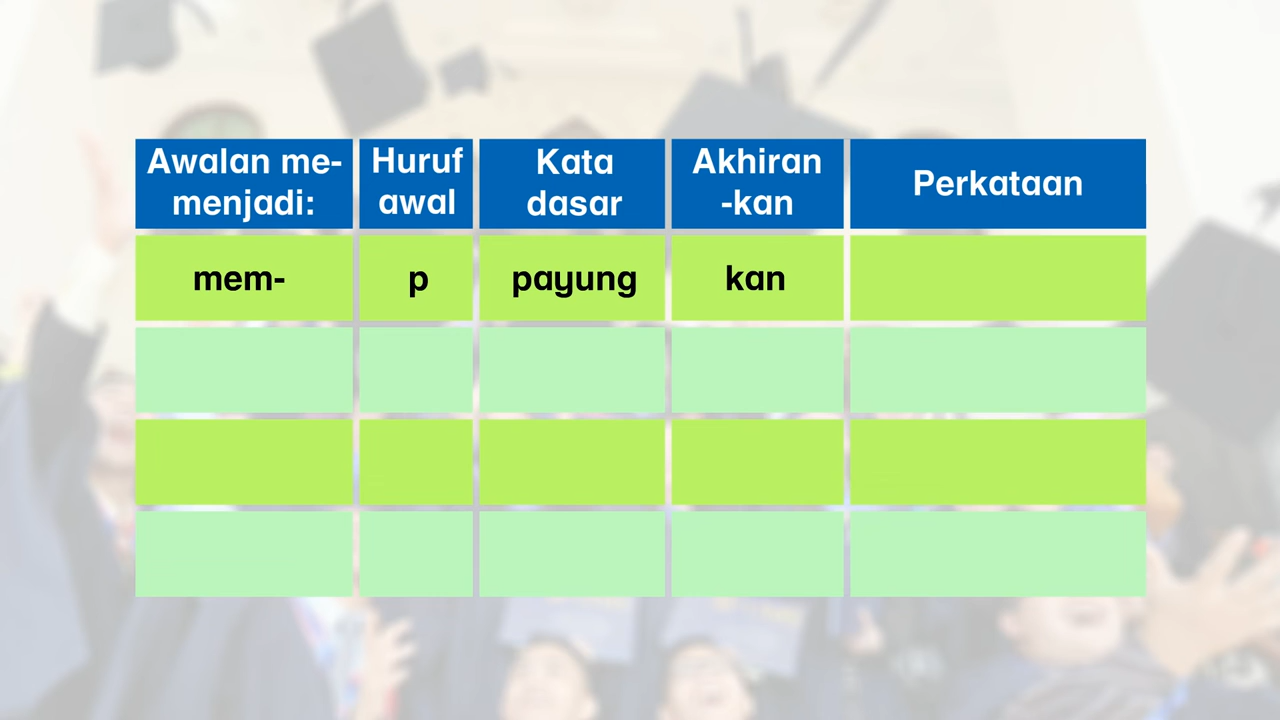 Awalan me-
menjadi:
Huruf
awal
Kata
dasar
Akhiran
-kan
Perkataan
mem-
p
payung
kan